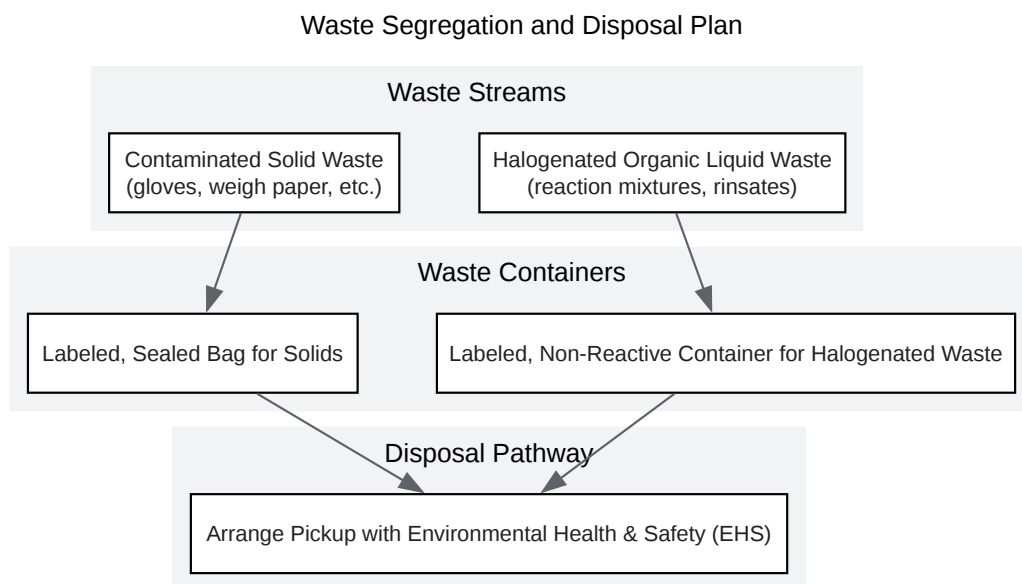 Waste Segregation and Disposal Plan
Waste Streams
Contaminated Solid Waste
(gloves, weigh paper, etc.)
Halogenated Organic Liquid Waste
(reaction mixtures, rinsates)
Waste Containers
Labeled, Sealed Bag for Solids
Labeled, Non-Reactive Container for Halogenated Waste
Disposal Pathway
Arrange Pickup with Environmental Health & Safety (EHS)